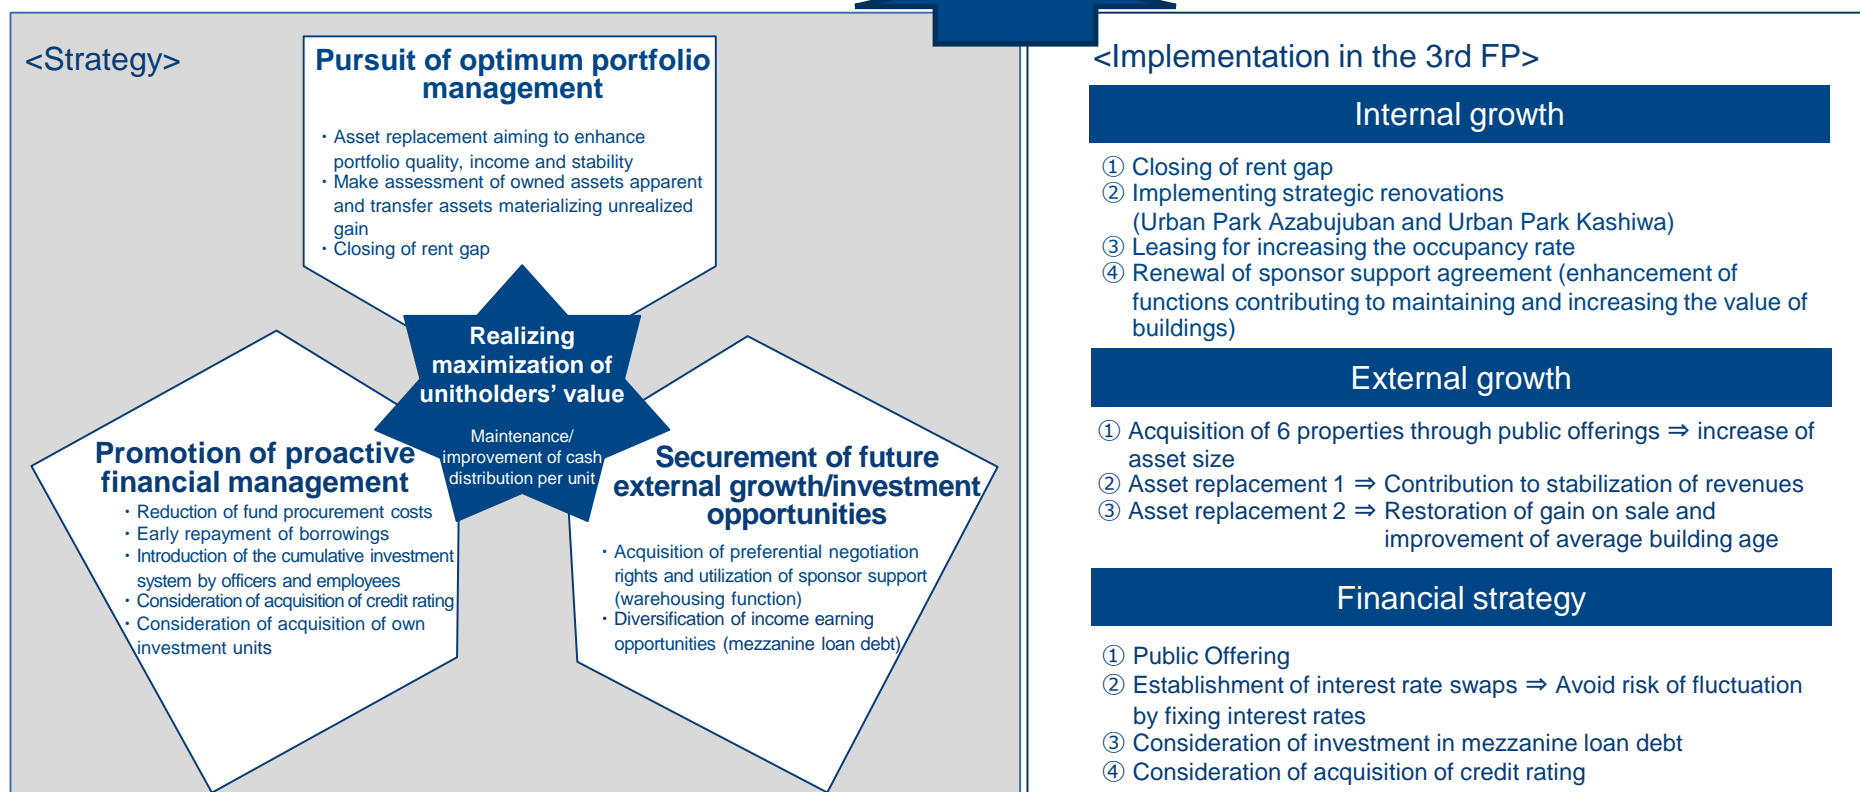 <Strategy>
Pursuit of optimum portfolio
management
・Asset replacement aiming to enhance
portfolio quality, income and stability
・Make assessment of owned assets apparent
and transfer assets materializing unrealized
gain
・Closing of rent gap
Realizing
maximization of
unitholders’ value
Maintenance/
improvement of cash
distribution per unit
Promotion of proactive
financial management
・Reduction of fund procurement costs
・Early repayment of borrowings
・Introduction of the cumulative investment
system by officers and employees
・Consideration of acquisition of credit rating
・Consideration of acquisition of own
investment units
Securement of future
external growth/investment
opportunities
・Acquisition of preferential negotiation
rights and utilization of sponsor support
(warehousing function)
・Diversification of income earning
opportunities (mezzanine loan debt)
<Implementation in the 3rd FP>
Internal growth
① Closing of rent gap
② Implementing strategic renovations
(Urban Park Azabujuban and Urban Park Kashiwa)
③ Leasing for increasing the occupancy rate
④ Renewal of sponsor support agreement (enhancement of
functions contributing to maintaining and increasing the value of
buildings)
External growth
① Acquisition of 6 properties through public offerings ⇒ increase of
asset size
② Asset replacement 1 ⇒ Contribution to stabilization of revenues
③ Asset replacement 2 ⇒ Restoration of gain on sale and
improvement of average building age
Financial strategy
① Public Offering
② Establishment of interest rate swaps ⇒ Avoid risk of fluctuation
by fixing interest rates
③ Consideration of investment in mezzanine loan debt
④ Consideration of acquisition of credit rating